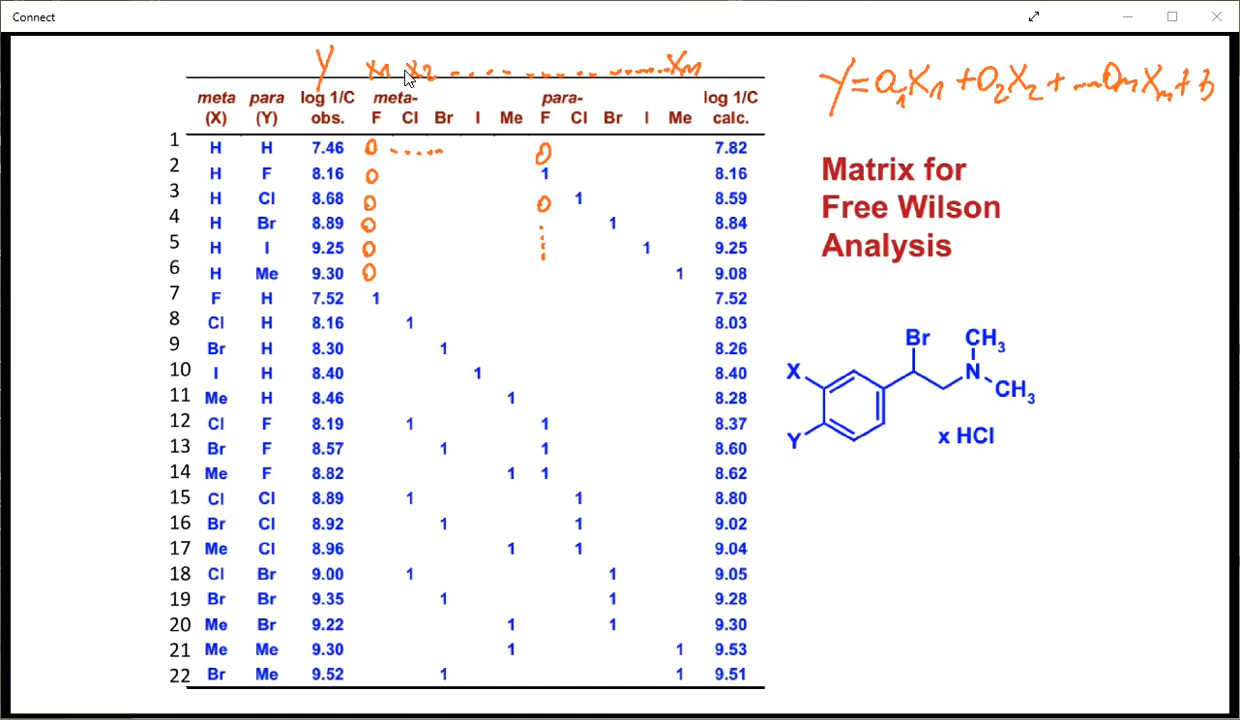 Connect
Y x1 x2 ......... xm
Y = a1x1 + a2x2 + ...am xm + b
meta para log 1/C meta- para- log 1/C
(X) (Y) obs. F Cl Br I Me F Cl Br I Me calc.
1 H H 7.46 0 ...... 0 7.82
2 H F 8.16 0 1 8.16
3 H Cl 8.68 0 0 1 8.59
4 H Br 8.89 0 1 8.84
5 H I 9.25 0 1 9.25
6 H Me 9.30 0 1 9.08
7 F H 7.52 1 7.52
8 Cl H 8.16 1 8.03
9 Br H 8.30 1 8.26
10 I H 8.40 1 8.40
11 Me H 8.46 1 8.28
12 Cl F 8.19 1 1 8.37
13 Br F 8.57 1 1 8.60
14 Me F 8.82 1 1 8.62
15 Cl Cl 8.89 1 1 8.80
16 Br Cl 8.92 1 1 9.02
17 Me Cl 8.96 1 1 9.04
18 Cl Br 9.00 1 1 9.05
19 Br Br 9.35 1 1 9.28
20 Me Br 9.22 1 1 9.30
21 Me Me 9.30 1 1 9.53
22 Br Me 9.52 1 1 9.51
Matrix for
Free Wilson
Analysis
Br CH3
X N
CH3
Y x HCl